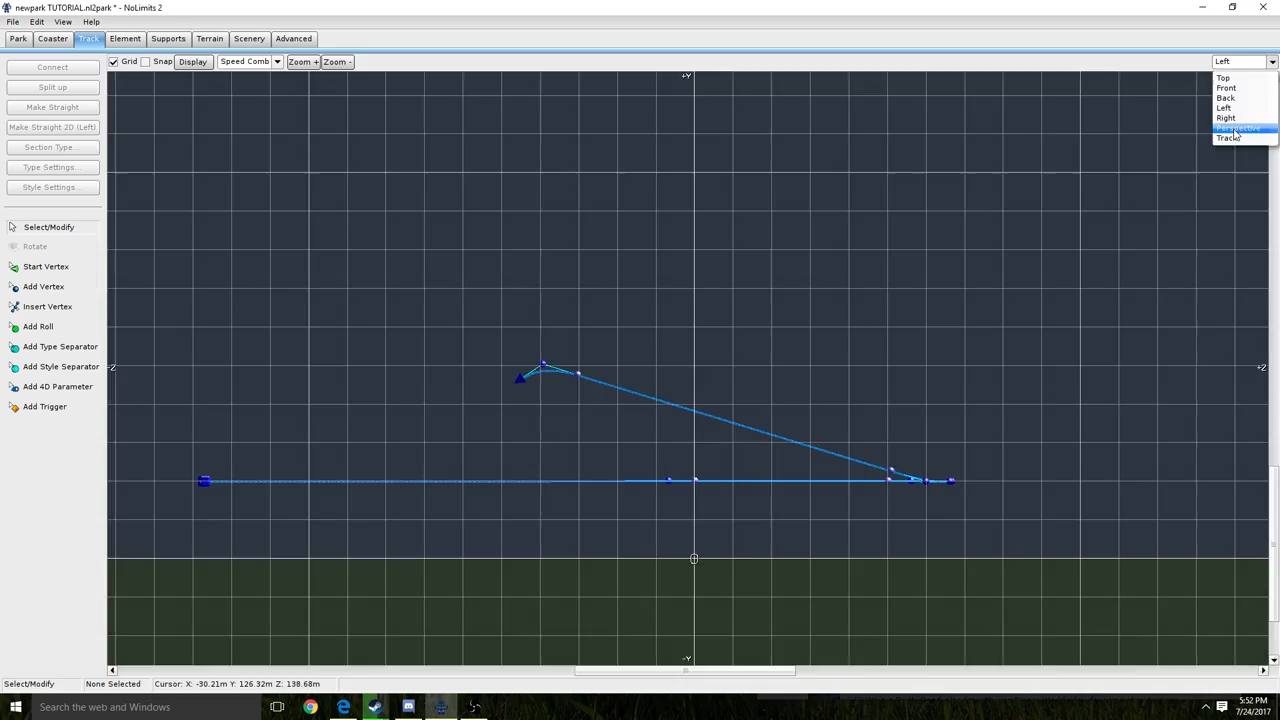 newpark TUTORIAL.nl2park * - NoLimits 2
File Edit View Help
Park Coaster Track Element Supports Terrain Scenery Advanced
Grid Snap Display Speed Comb Zoom + Zoom - Left
Connect
Split up
Make Straight
Make Straight 2D (Left)
Section Type...
Type Settings...
Style Settings...
Select/Modify
Rotate
Start Vertex
Add Vertex
Insert Vertex
Add Roll
Add Type Separator
Add Style Separator
Add 4D Parameter
Add Trigger
Top
Front
Back
Left
Right
Perspective
Track
+Y
-Z
+Z
-Y
Select/Modify None Selected Cursor: X: -30.21m Y: 126.32m Z: 138.68m
Search the web and Windows
5:52 PM
7/24/2017